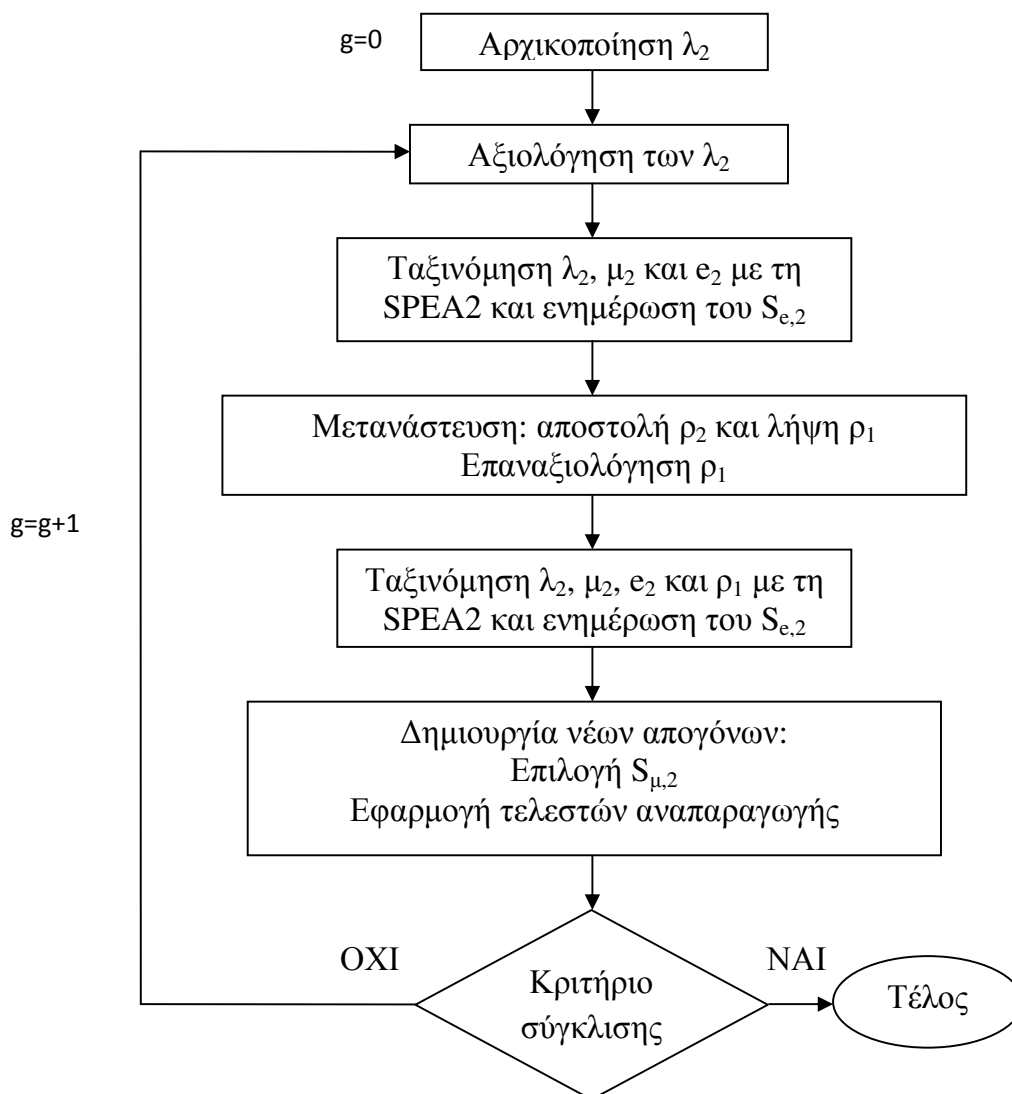 g=0
Αρχικοποίηση λ₂
Αξιολόγηση των λ₂
Ταξινόμηση λ₂, μ₂ και e₂ με τη
SPEA2 και ενημέρωση του Sₑ,₂
Μετανάστευση: αποστολή ρ₂ και λήψη ρ₁
Επαναξιολόγηση ρ₁
g=g+1
Ταξινόμηση λ₂, μ₂, e₂ και ρ₁ με τη
SPEA2 και ενημέρωση του Sₑ,₂
Δημιουργία νέων απογόνων:
Επιλογή Sμ,₂
Εφαρμογή τελεστών αναπαραγωγής
ΟΧΙ
ΝΑΙ
Κριτήριο
σύγκλισης
Τέλος